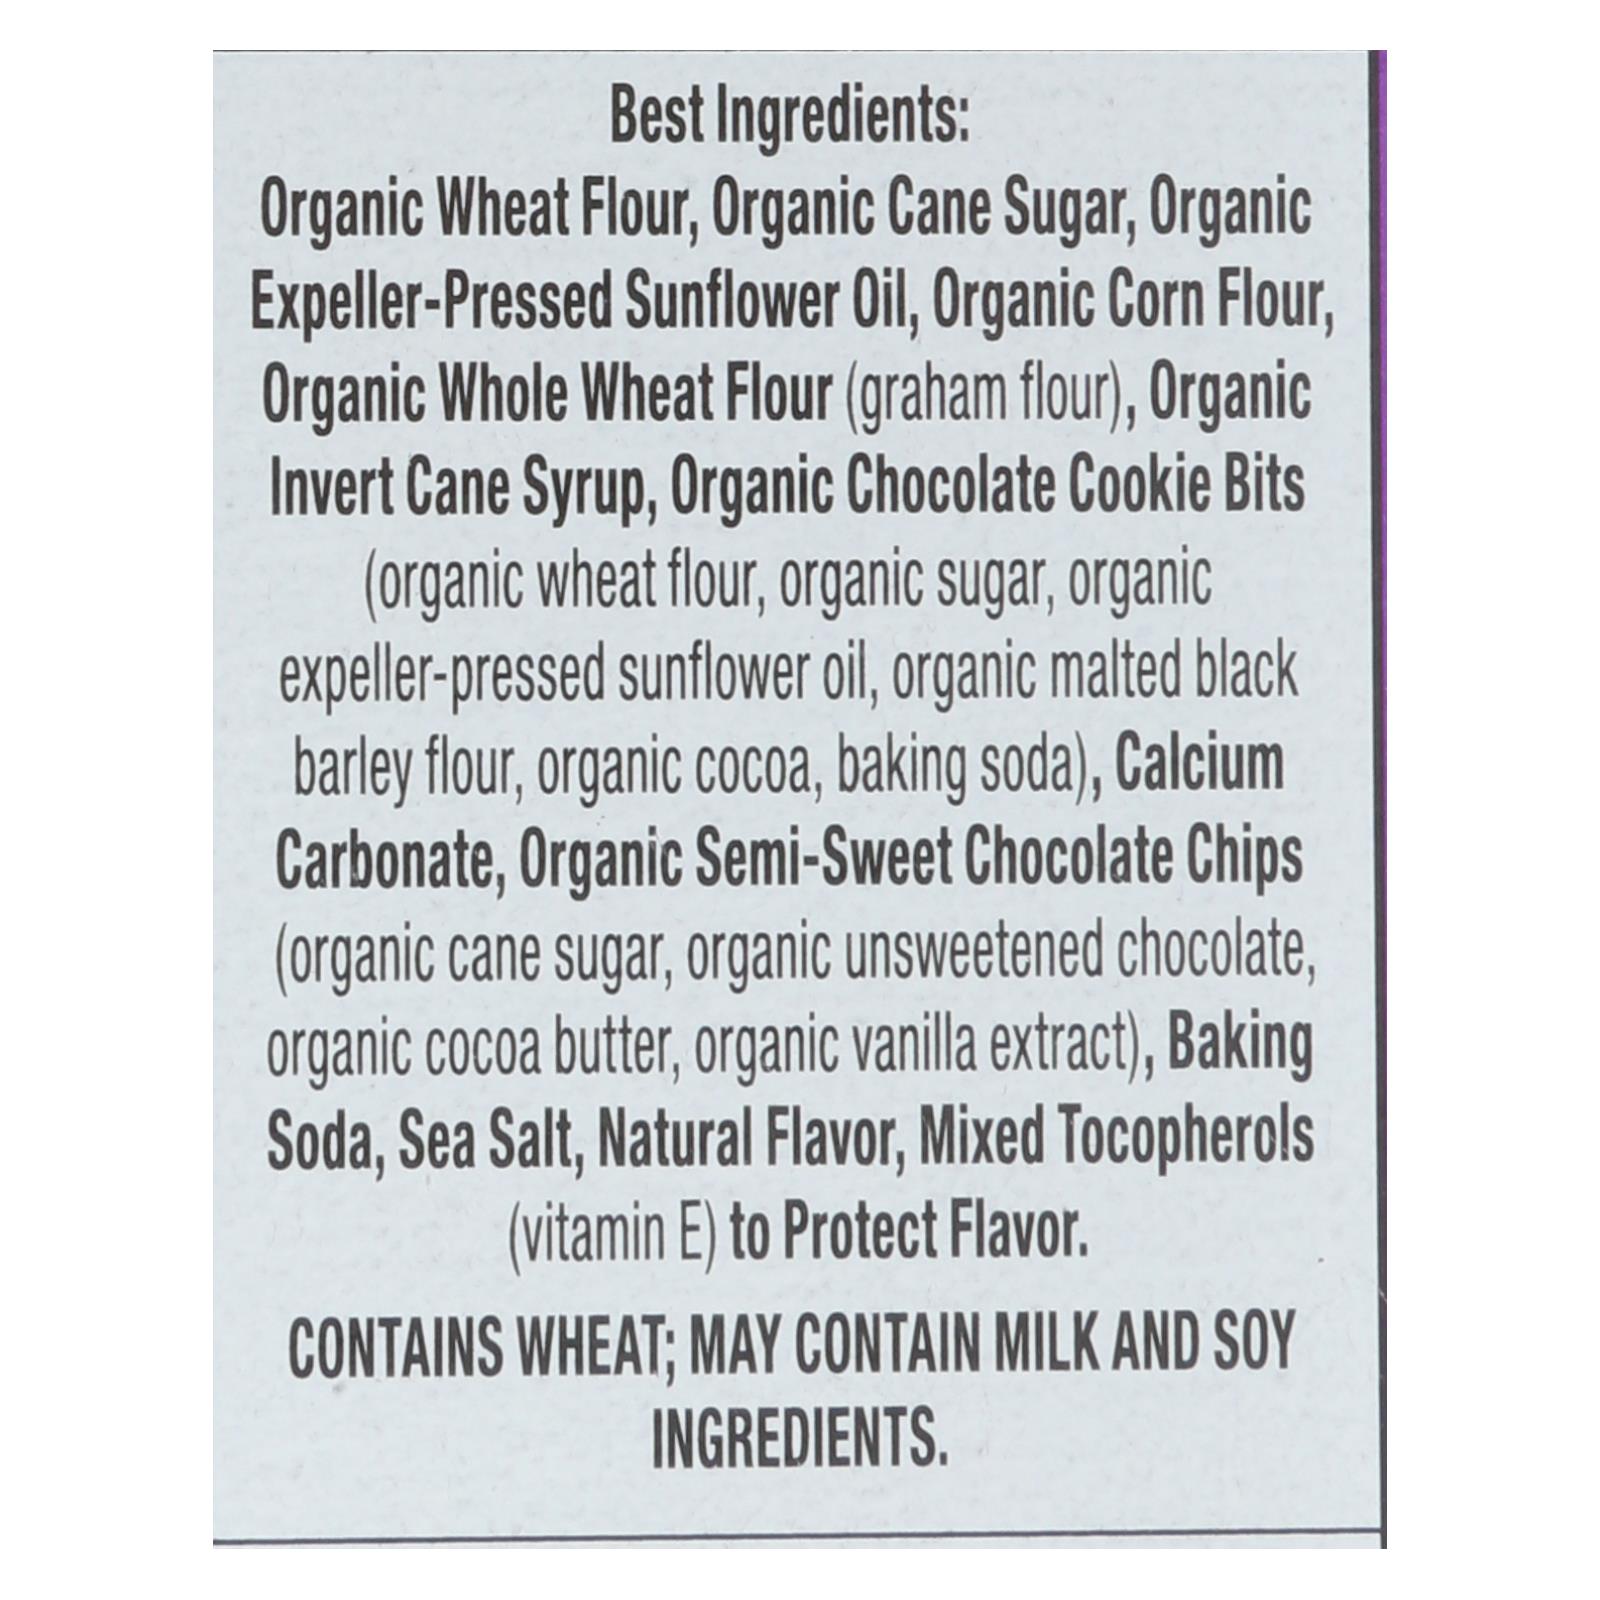 Best Ingredients:
Organic Wheat Flour, Organic Cane Sugar, Organic
Expeller-Pressed Sunflower Oil, Organic Corn Flour,
Organic Whole Wheat Flour (graham flour), Organic
Invert Cane Syrup, Organic Chocolate Cookie Bits
(organic wheat flour, organic sugar, organic
expeller-pressed sunflower oil, organic malted black
barley flour, organic cocoa, baking soda), Calcium
Carbonate, Organic Semi-Sweet Chocolate Chips
(organic cane sugar, organic unsweetened chocolate,
organic cocoa butter, organic vanilla extract), Baking
Soda, Sea Salt, Natural Flavor, Mixed Tocopherols
(vitamin E) to Protect Flavor.
CONTAINS WHEAT; MAY CONTAIN MILK AND SOY
INGREDIENTS.